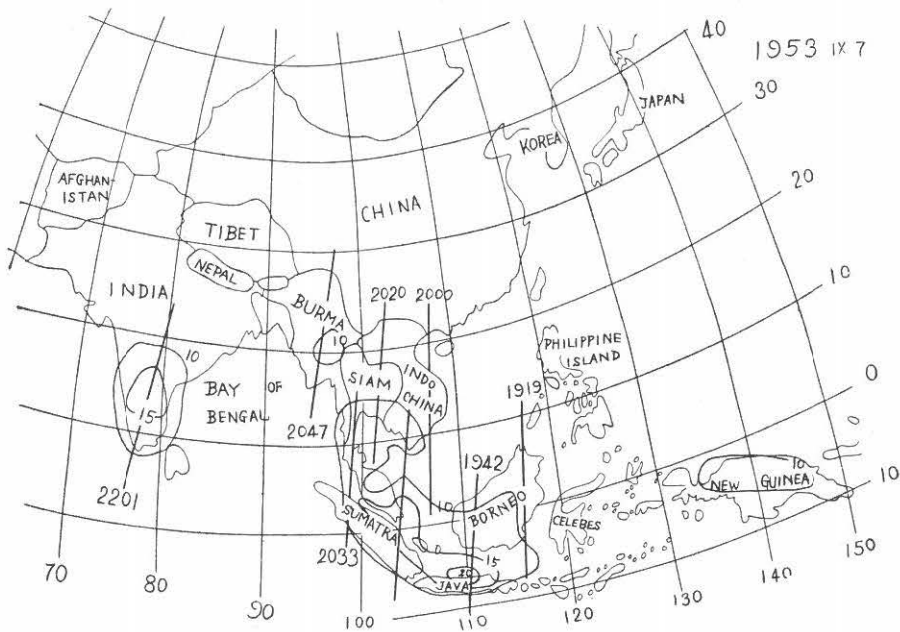 40
1953 IX 7
30
JAPAN
KOREA
AFGHAN-
ISTAN
CHINA
20
TIBET
NEPAL
INDIA
BURMA
2020
2000
10
10
10
PHILIPPINE
ISLAND
SIAM
INDO
CHINA
BAY OF
BENGAL
15
1919
0
2047
1942
2201
10
NEW GUINEA
10
10
SUMATRA
BORNEO
CELEBES
2033
15
20
JAVA
70
80
90
100
110
120
130
140
150